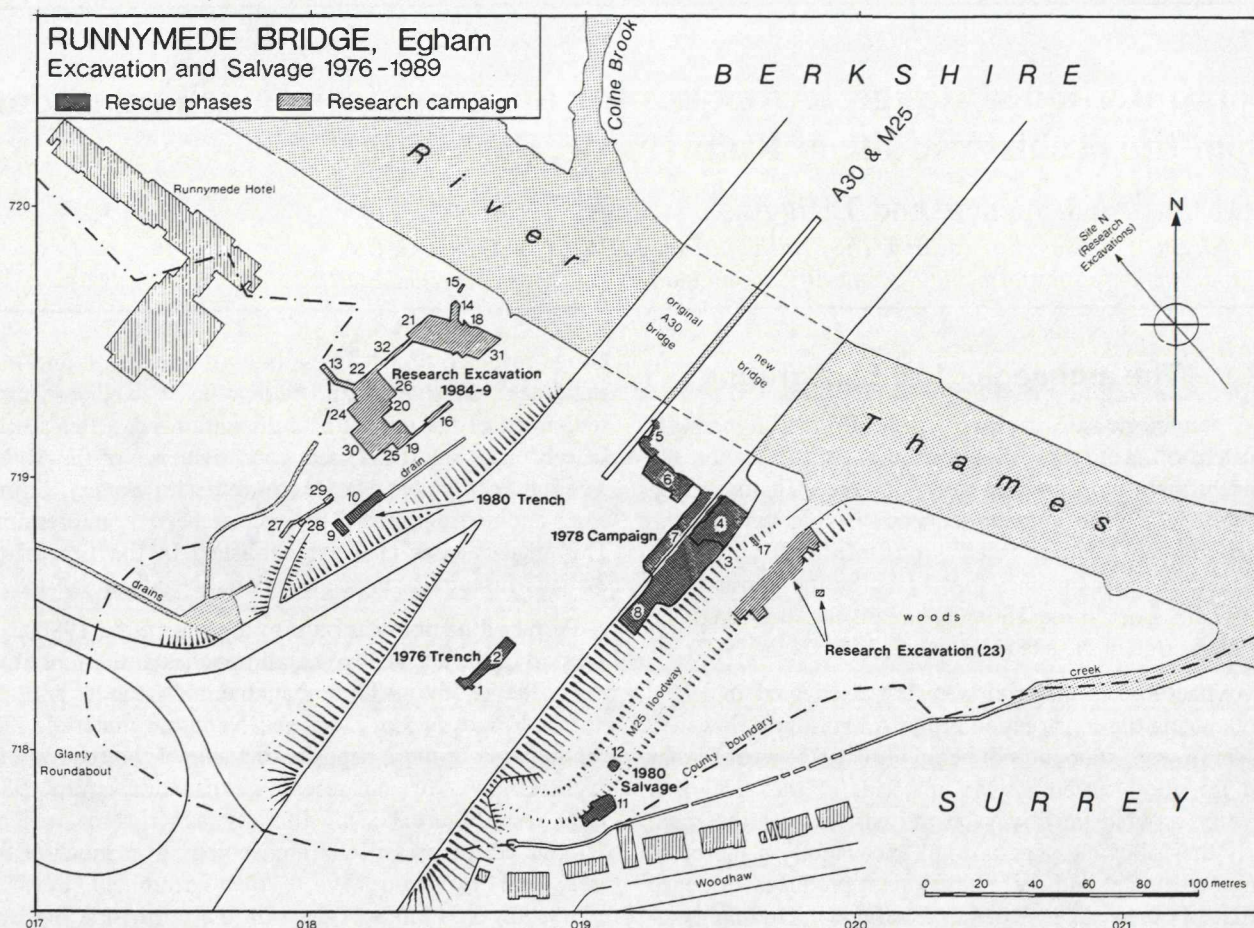 RUNNYMEDE BRIDGE, Egham
Excavation and Salvage 1976-1989
Rescue phases
Research campaign
Colne Brook
BERKSHIRE
A30 & M25
River
Thames
Runnymede Hotel
N
Site N
(Research
Excavations)
original
A30
bridge
new
bridge
720
719
718
15
14
21
18
32
31
13
22
Research Excavation
1984-9
26
24
20
16
30
19
25
drain
29
10
1980 Trench
27
28
9
drains
5
6
4
1978 Campaign
7
3
17
8
woods
Research Excavation (23)
1976 Trench
2
creek
M25 floodway
County boundary
12
1980
Salvage
11
Glanty
Roundabout
SURREY
Woodhaw
0 20 40 60 80 100 metres
017
018
019
020
021